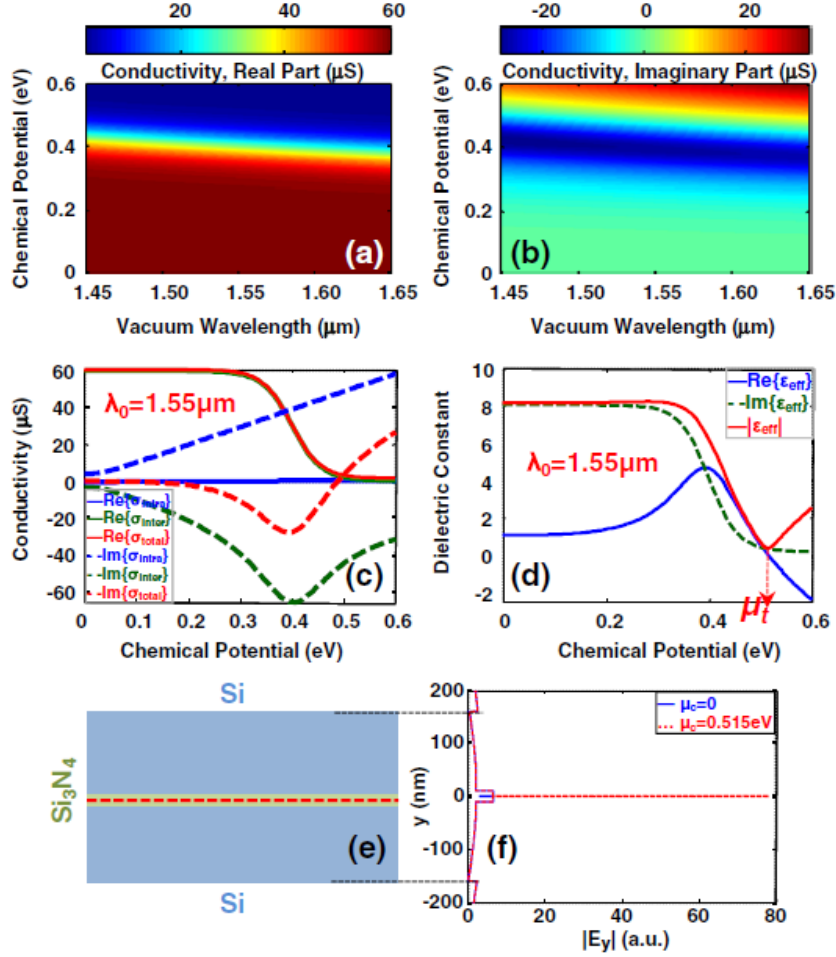 20 40 60
Conductivity, Real Part (µS)
0.6
0.4
0.2
0
Chemical Potential (eV)
(a)
1.45 1.50 1.55 1.60 1.65
Vacuum Wavelength (µm)
-20 0 20
Conductivity, Imaginary Part (µS)
0.6
0.4
0.2
0
Chemical Potential (eV)
(b)
1.45 1.50 1.55 1.60 1.65
Vacuum Wavelength (µm)
60
40
20
0
-20
-40
-60
Conductivity (µS)
λ₀=1.55µm
Re{σintra}
Re{σinter}
Re{σtotal}
Im{σintra}
Im{σinter}
Im{σtotal}
(c)
0.0 0.1 0.2 0.3 0.4 0.5 0.6
Chemical Potential (eV)
10
8
6
4
2
0
-2
Dielectric Constant
Re{εeff}
Im{εeff}
|εeff|
λ₀=1.55µm
(d)
µt
0 0.2 0.4 0.6
Chemical Potential (eV)
Si
Si₃N₄
(e)
Si
200
100
0
-100
-200
y (nm)
µc=0
µc=0.515eV
(f)
0 20 40 60 80
|Ey| (a.u.)